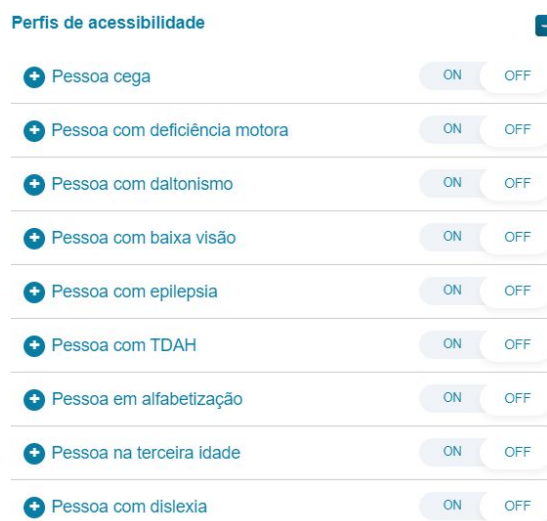 Perfis de acessibilidade
Pessoa cega ON OFF
Pessoa com deficiência motora ON OFF
Pessoa com daltonismo ON OFF
Pessoa com baixa visão ON OFF
Pessoa com epilepsia ON OFF
Pessoa com TDAH ON OFF
Pessoa em alfabetização ON OFF
Pessoa na terceira idade ON OFF
Pessoa com dislexia ON OFF